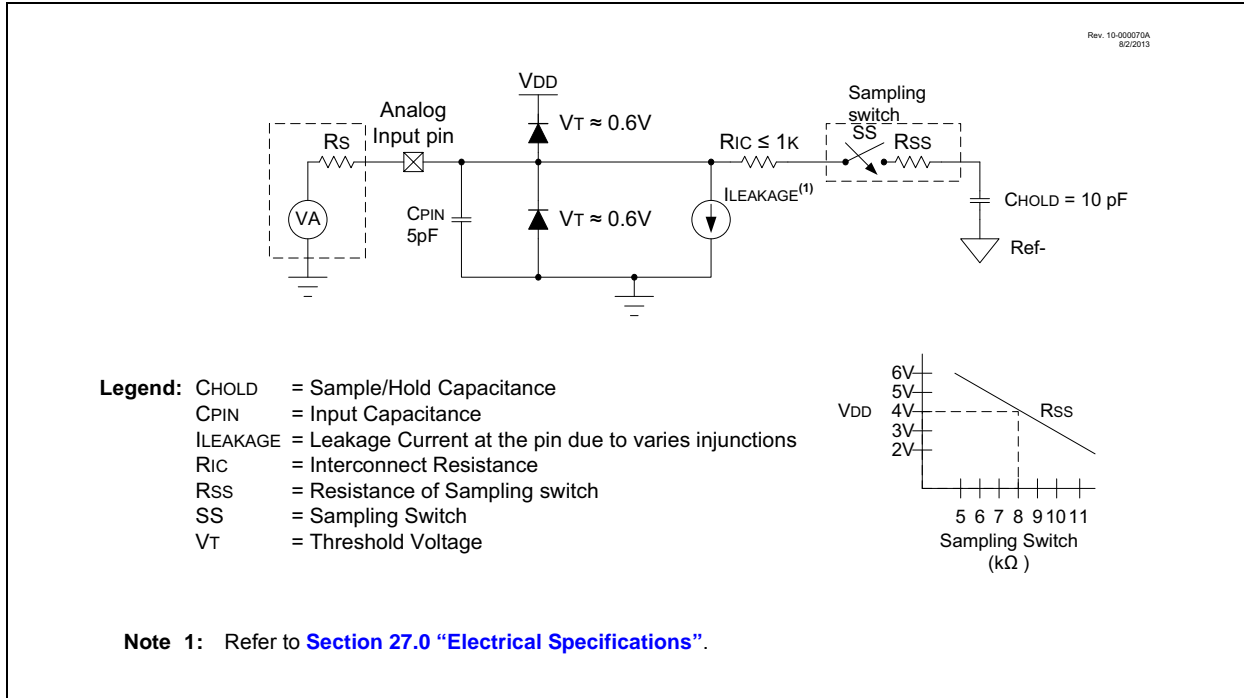 Rev. 10-000070A
8/2/2013
VDD
Analog
Input pin
VT ≈ 0.6V
Sampling
switch
SS
RS
RIC ≤ 1K
RSS
VA
CPIN
5pF
VT ≈ 0.6V
ILEAKAGE(1)
CHOLD = 10 pF
Ref-
Legend: CHOLD = Sample/Hold Capacitance
CPIN = Input Capacitance
ILEAKAGE = Leakage Current at the pin due to varies injunctions
RIC = Interconnect Resistance
RSS = Resistance of Sampling switch
SS = Sampling Switch
VT = Threshold Voltage
6V
5V
VDD 4V RSS
3V
2V
5 6 7 8 9 10 11
Sampling Switch
(kΩ )
Note 1: Refer to Section 27.0 “Electrical Specifications”.